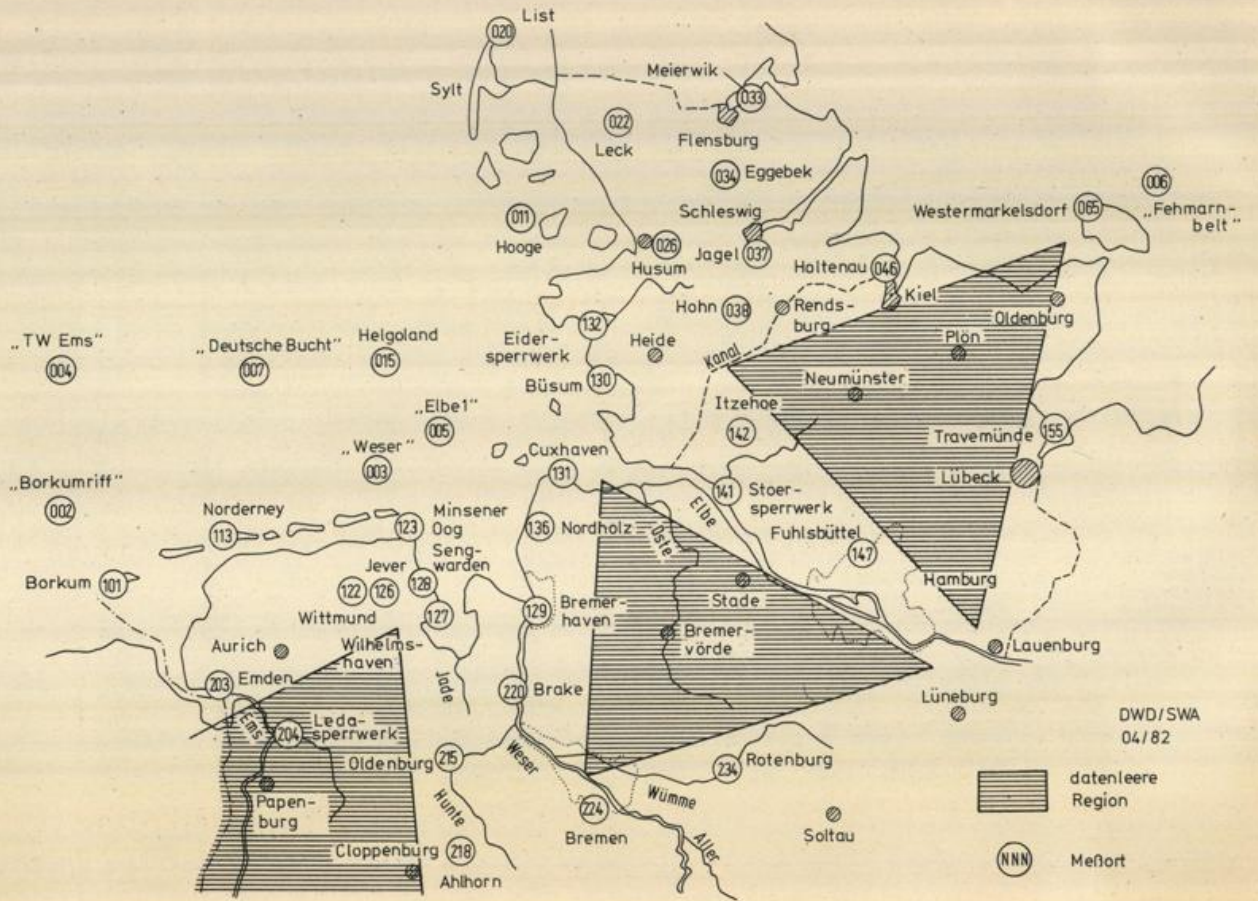 020
List
Sylt
Meierwik
033
Flensburg
022
Leck
034 Eggebek
006
„Fehmarn-
belt"
Westermarkelsdorf 065
011
Hooge
026
Husum
Schleswig
Jagel 037
Holtenau 046
Kiel
Hohn 038
Rends-
burg
Oldenburg
Kanal
Plön
Neumünster
132
Eider-
sperrwerk
Heide
Büsum 130
„TW Ems"
004
„Deutsche Bucht"
007
Helgoland
015
„Elbe1"
005
„Weser"
003
Itzehoe
142
Travemünde 155
Lübeck
Cuxhaven
131
141 Stoer-
sperrwerk
Elbe
Oste
„Borkumriff"
002
Norderney
113
123 Minsener
Oog
136 Nordholz
Fuhlsbüttel
147
Hamburg
Borkum 101
Jever
122 126
Wittmund
Seng-
warden
128
127
Wilhelms-
haven
129 Bremer-
haven
Stade
Bremer-
vörde
Lauenburg
Aurich
203 Emden
Ems
204 Leda-
sperrwerk
Jade
220 Brake
Lüneburg
Papen-
burg
Oldenburg 215
Weser
Hunte
Wümme
234 Rotenburg
224
Bremen
Aller
Soltau
Cloppenburg 218
Ahlhorn
DWD/SWA
04/82
datenleere
Region
NNN Meßort